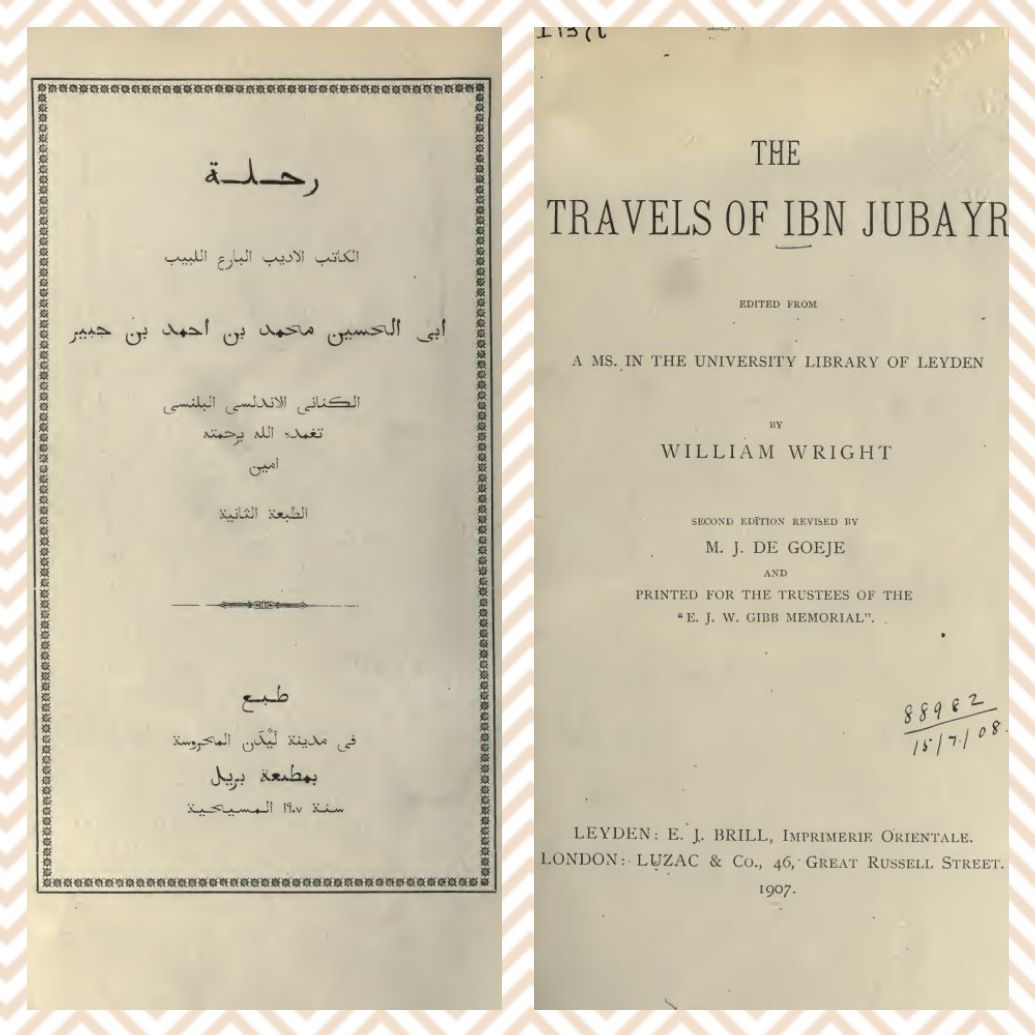 رحلة
الكاتب الاديب البارع اللبيب
ابى الحسين محمد بن احمد بن جبير
الكنانى الاندلسى البلنسى
تغمده الله برحمته
امين
الطبعة الثانية
طبع
فى مدينة لَيْدَن المحروسة
بمطبعة بريل
سنة ١٩٠٧ المسيحية
THE
TRAVELS OF IBN JUBAYR
EDITED FROM
A MS. IN THE UNIVERSITY LIBRARY OF LEYDEN
BY
WILLIAM WRIGHT
SECOND EDITION REVISED BY
M. J. DE GOEJE
AND
PRINTED FOR THE TRUSTEES OF THE
“E. J. W. GIBB MEMORIAL”.
88982
15/7/08.
LEYDEN: E. J. BRILL, IMPRIMERIE ORIENTALE.
LONDON: LUZAC & Co., 46, GREAT RUSSELL STREET.
1907.